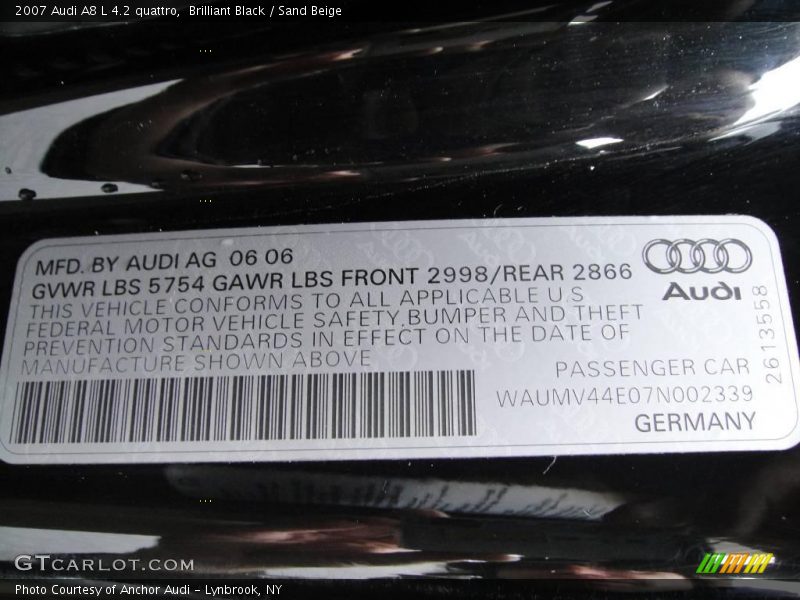 2007 Audi A8 L 4.2 quattro, Brilliant Black / Sand Beige
MFD. BY AUDI AG 06 06
GVWR LBS 5754 GAWR LBS FRONT 2998/REAR 2866
THIS VEHICLE CONFORMS TO ALL APPLICABLE U.S
FEDERAL MOTOR VEHICLE SAFETY,BUMPER AND THEFT
PREVENTION STANDARDS IN EFFECT ON THE DATE OF
MANUFACTURE SHOWN ABOVE
Audi
2613558
PASSENGER CAR
WAUMV44E07N002339
GERMANY
GTCARLOT.COM
Photo Courtesy of Anchor Audi - Lynbrook, NY